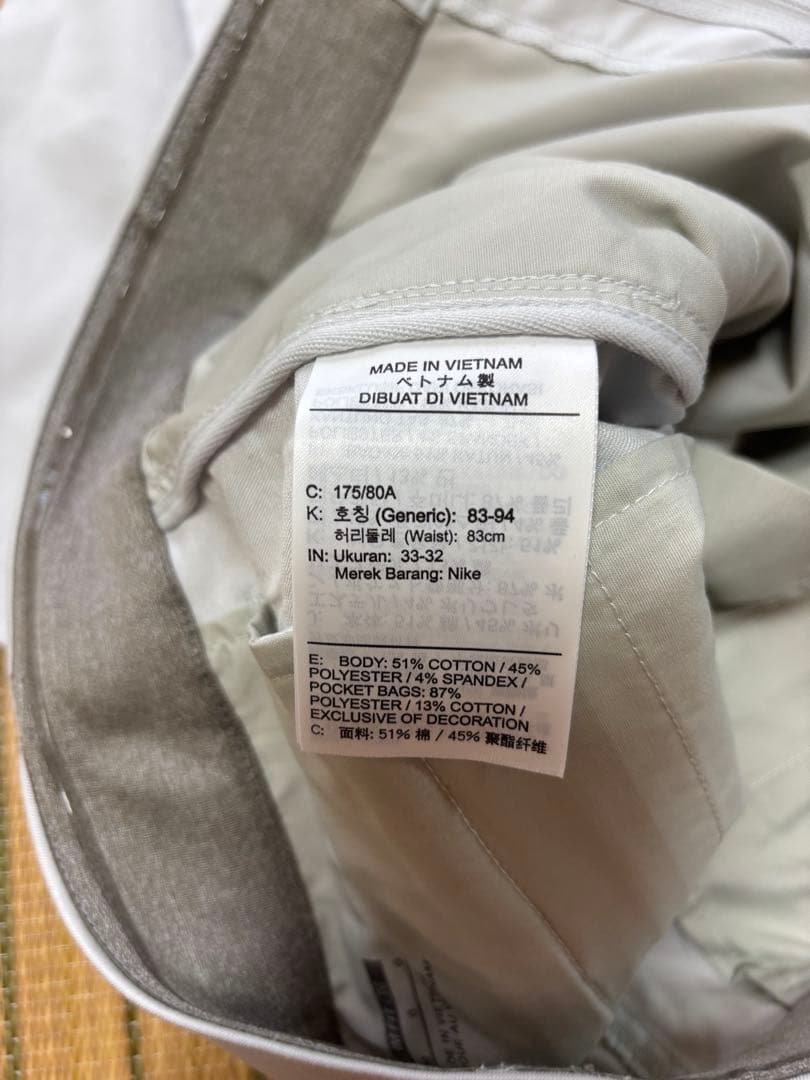 MADE IN VIETNAM
ベトナム製
DIBUAT DI VIETNAM
C: 175/80A
K: 호칭 (Generic): 83-94
허리둘레 (Waist): 83cm
IN: Ukuran: 33-32
Merek Barang: Nike
E: BODY: 51% COTTON / 45%
POLYESTER / 4% SPANDEX /
POCKET BAGS: 87%
POLYESTER / 13% COTTON /
EXCLUSIVE OF DECORATION
C: 面料: 51% 棉 / 45% 聚酯纤维